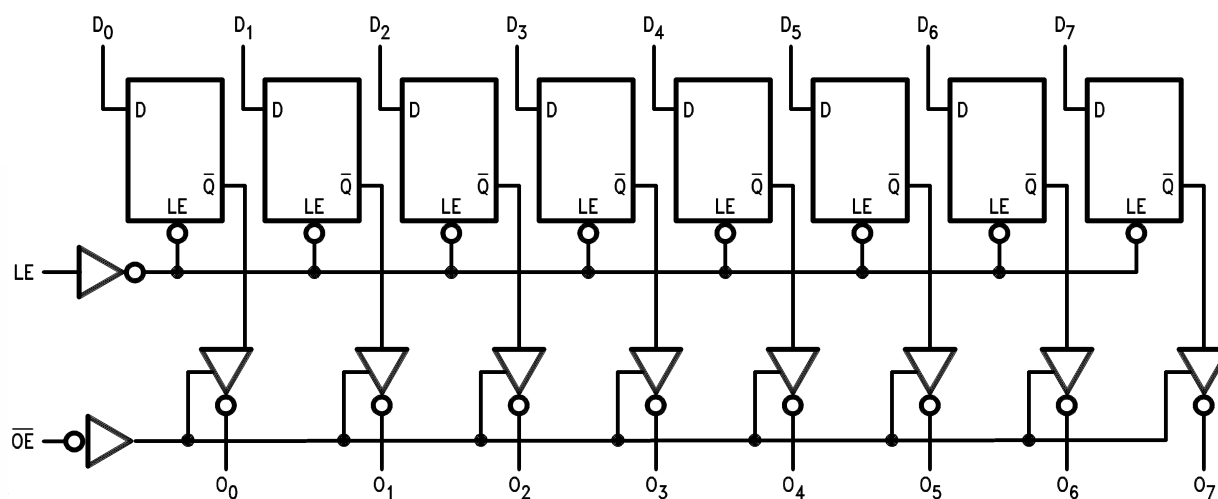 D₀ D₁ D₂ D₃ D₄ D₅ D₆ D₇
D D D D D D D D
Q̅ Q̅ Q̅ Q̅ Q̅ Q̅ Q̅ Q̅
LE LE LE LE LE LE LE LE
LE
O̅E̅
O₀ O₁ O₂ O₃ O₄ O₅ O₆ O₇